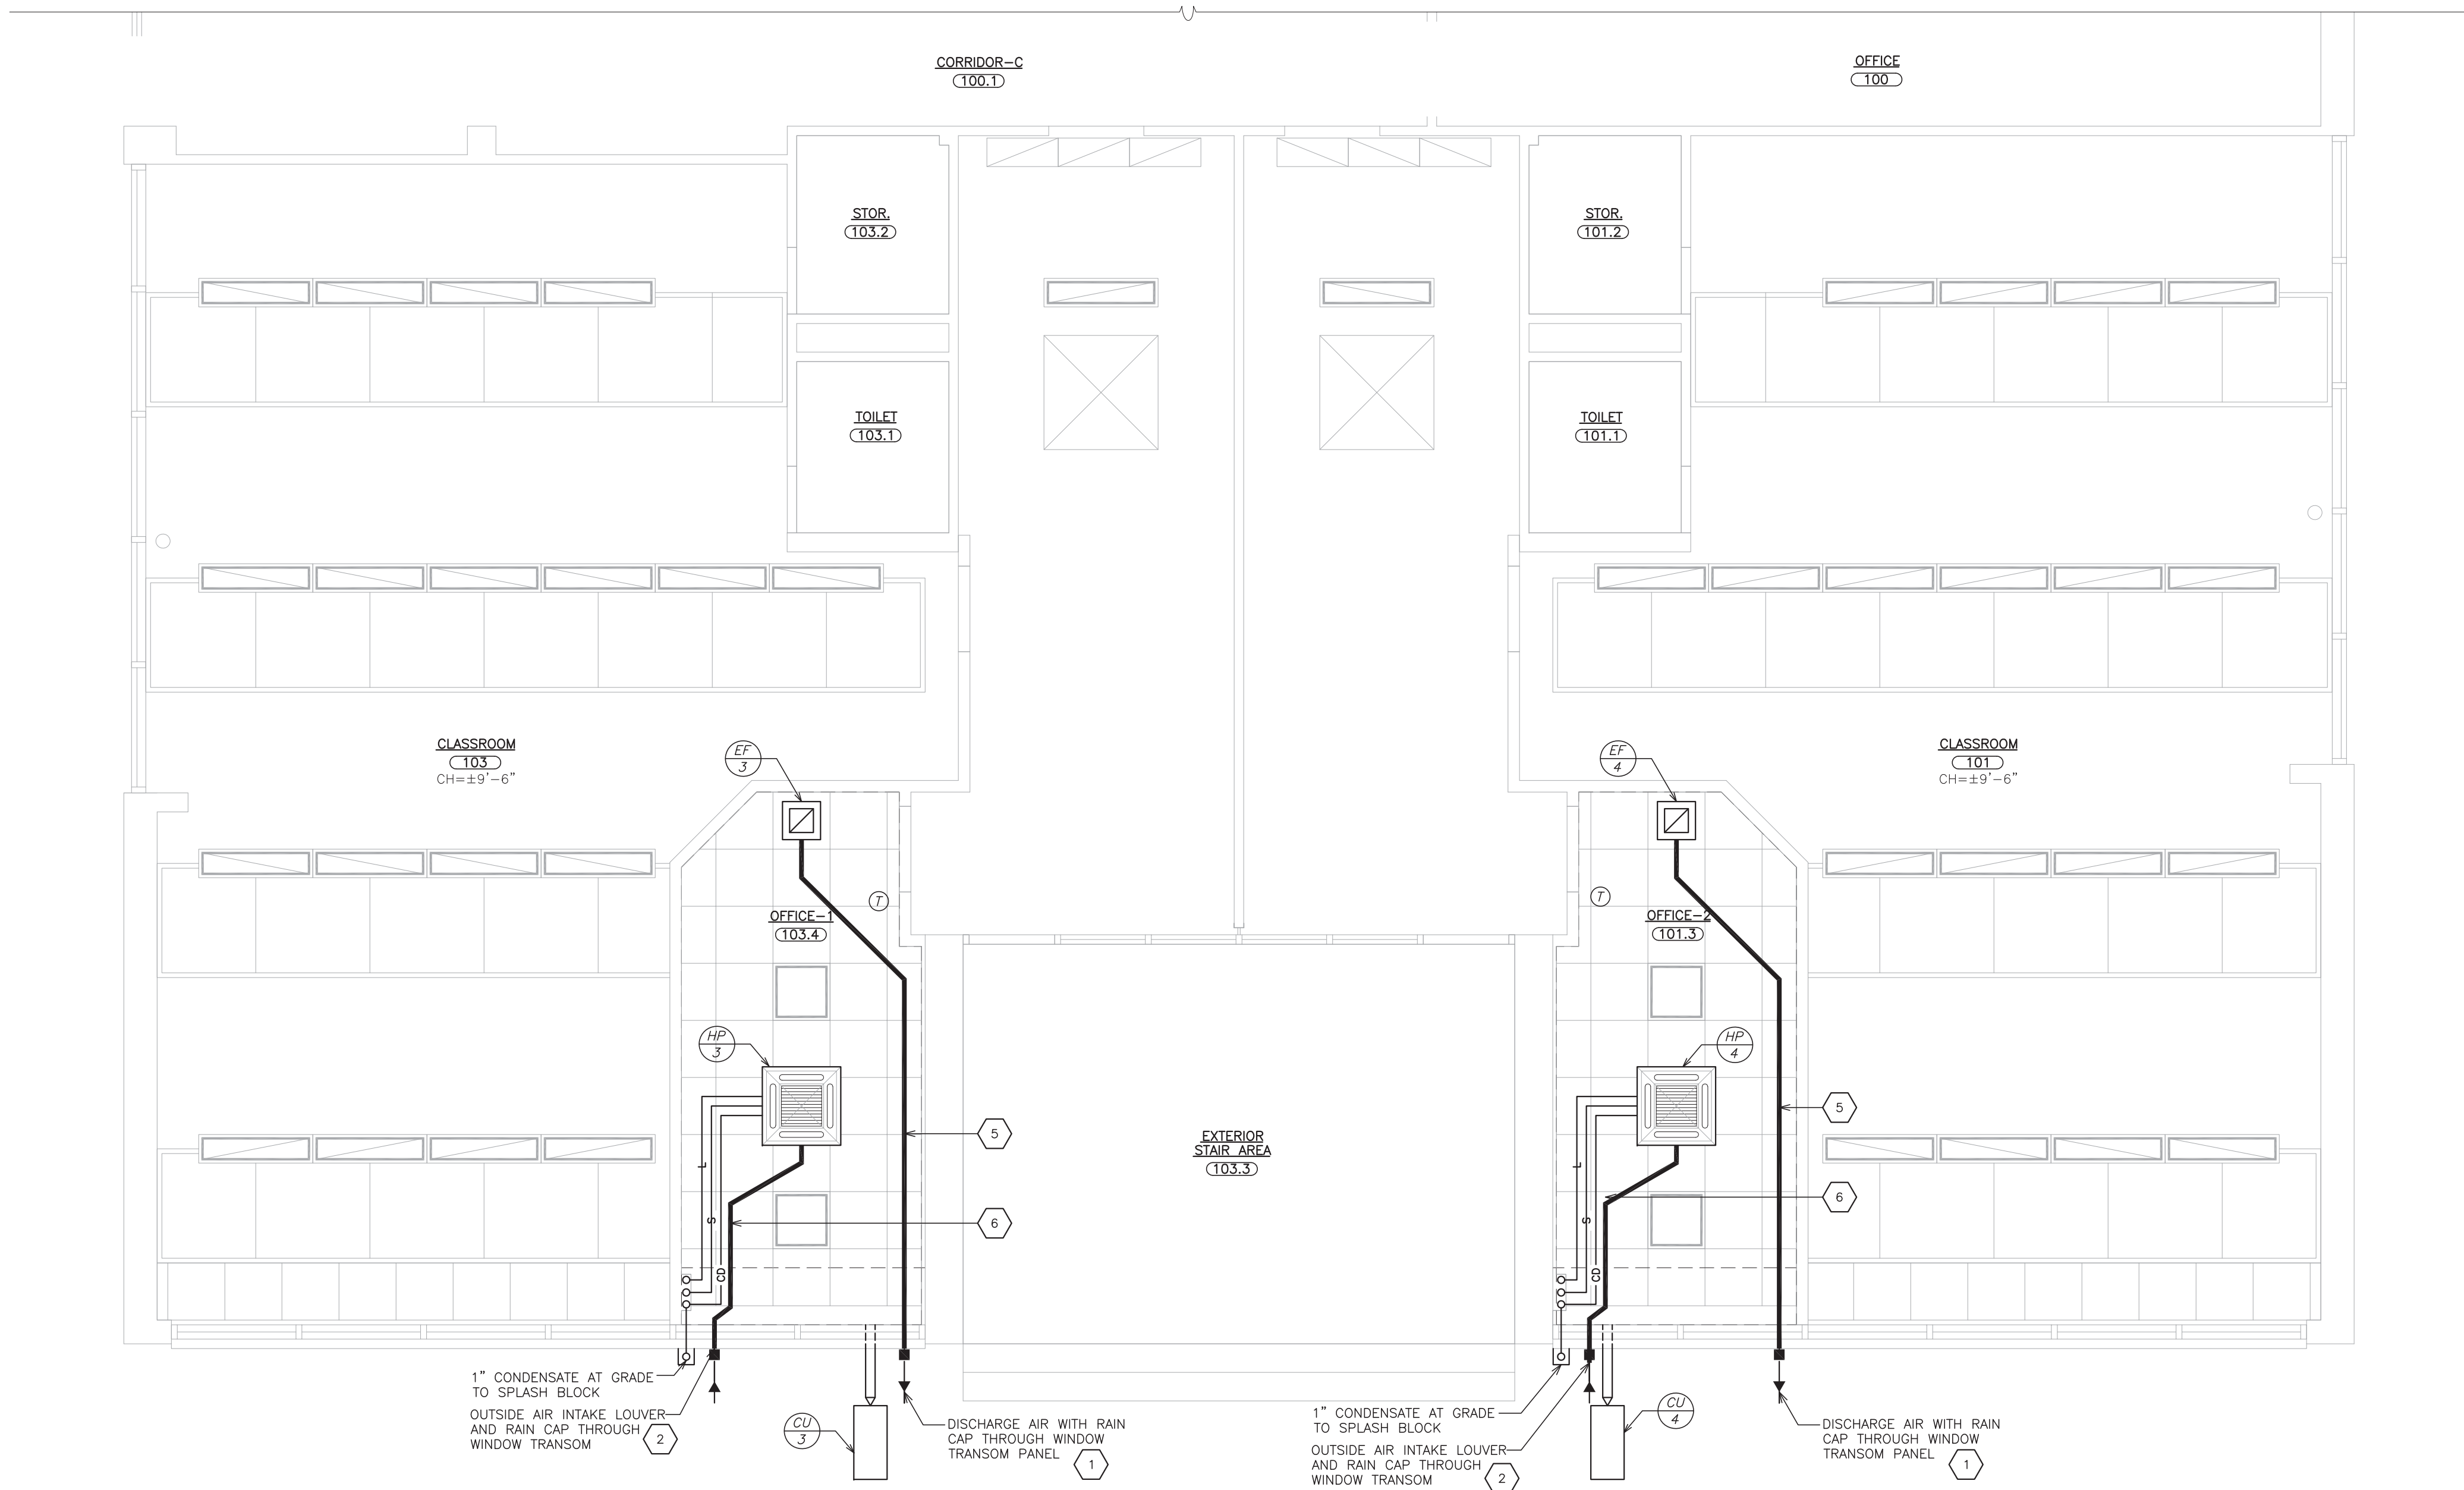 CORRIDOR-C
100.1
OFFICE
100
STOR.
103.2
STOR.
101.2
TOILET
103.1
TOILET
101.1
CLASSROOM
103
CH=±9'-6"
EF
3
EF
4
CLASSROOM
101
CH=±9'-6"
T
T
OFFICE-1
103.4
OFFICE-2
101.3
HP
3
HP
4
5
5
EXTERIOR
STAIR AREA
103.3
L
L
6
6
S
S
CD
CD
1" CONDENSATE AT GRADE
TO SPLASH BLOCK
OUTSIDE AIR INTAKE LOUVER
AND RAIN CAP THROUGH
WINDOW TRANSOM
2
CU
3
DISCHARGE AIR WITH RAIN
CAP THROUGH WINDOW
TRANSOM PANEL
1
1" CONDENSATE AT GRADE
TO SPLASH BLOCK
OUTSIDE AIR INTAKE LOUVER
AND RAIN CAP THROUGH
WINDOW TRANSOM
2
CU
4
DISCHARGE AIR WITH RAIN
CAP THROUGH WINDOW
TRANSOM PANEL
1